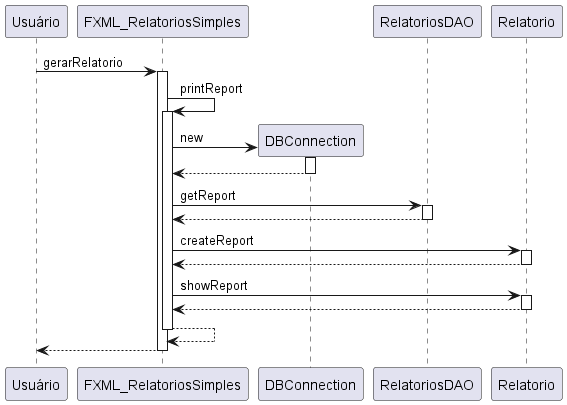 Usuário
FXML_RelatoriosSimples
RelatoriosDAO
Relatorio
gerarRelatorio
printReport
new
DBConnection
getReport
createReport
showReport
Usuário
FXML_RelatoriosSimples
DBConnection
RelatoriosDAO
Relatorio